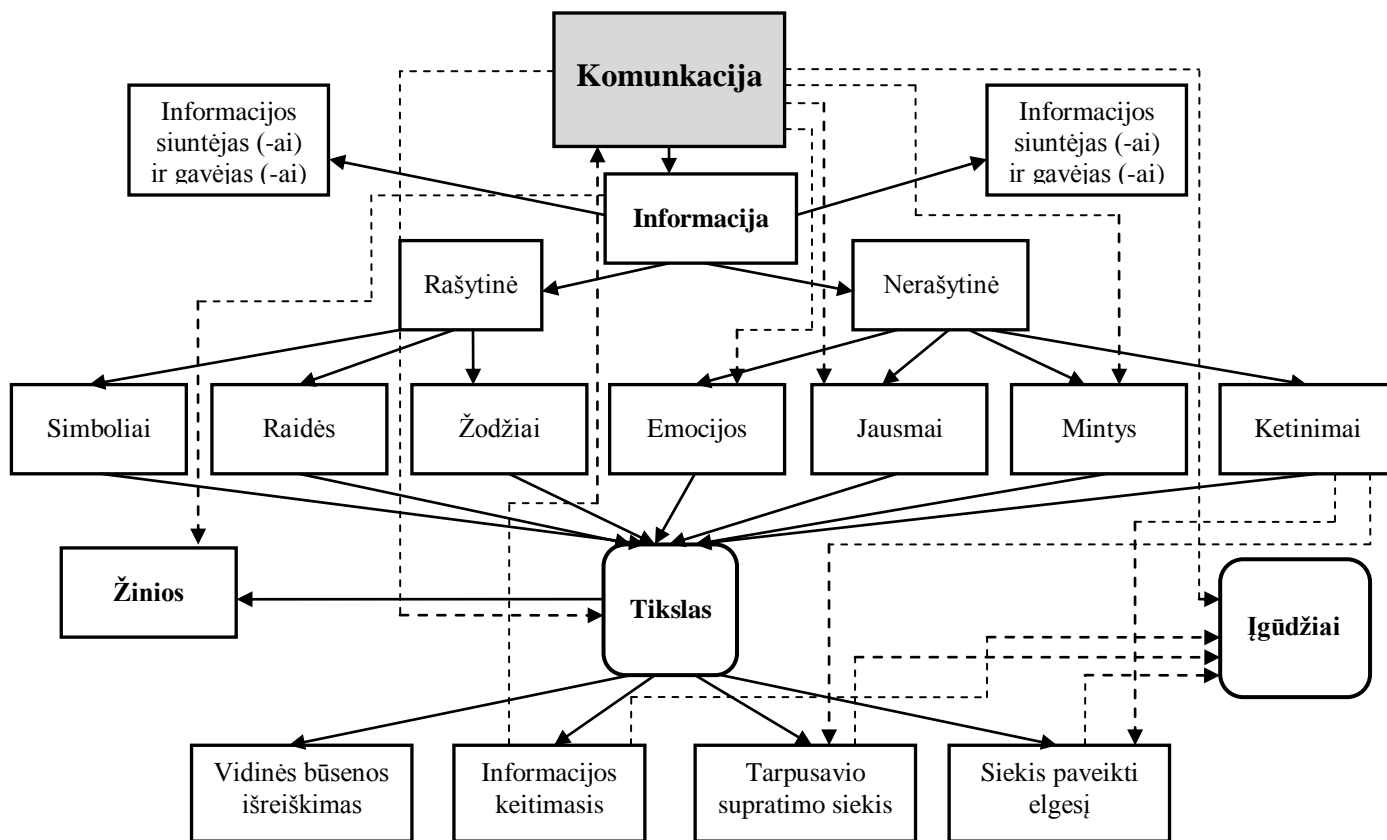 Komunkacija
Informacijos
siuntėjas (-ai)
ir gavėjas (-ai)
Informacijos
siuntėjas (-ai)
ir gavėjas (-ai)
Informacija
Rašytinė
Nerašytinė
Simboliai
Raidės
Žodžiai
Emocijos
Jausmai
Mintys
Ketinimai
Žinios
Tikslas
Įgūdžiai
Vidinės būsenos
išreiškimas
Informacijos
keitimasis
Tarpusavio
supratimo siekis
Siekis paveikti
elgesį